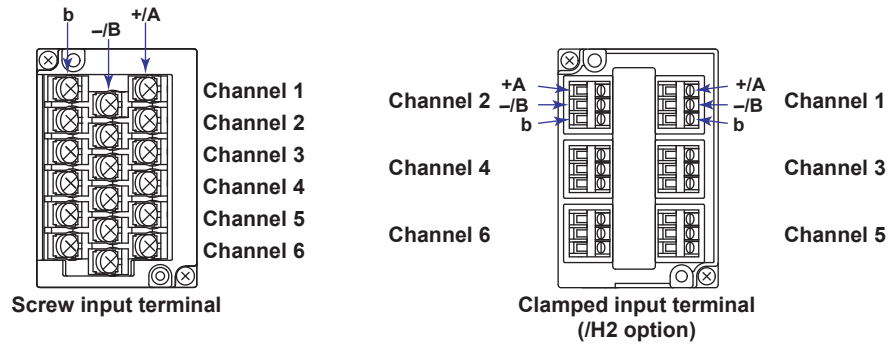 b
–/B
+/A
Channel 1
Channel 2
Channel 3
Channel 4
Channel 5
Channel 6
Screw input terminal
Channel 2
+A
–/B
b
+/A
–/B
b
Channel 1
Channel 4
Channel 3
Channel 6
Channel 5
Clamped input terminal
(/H2 option)